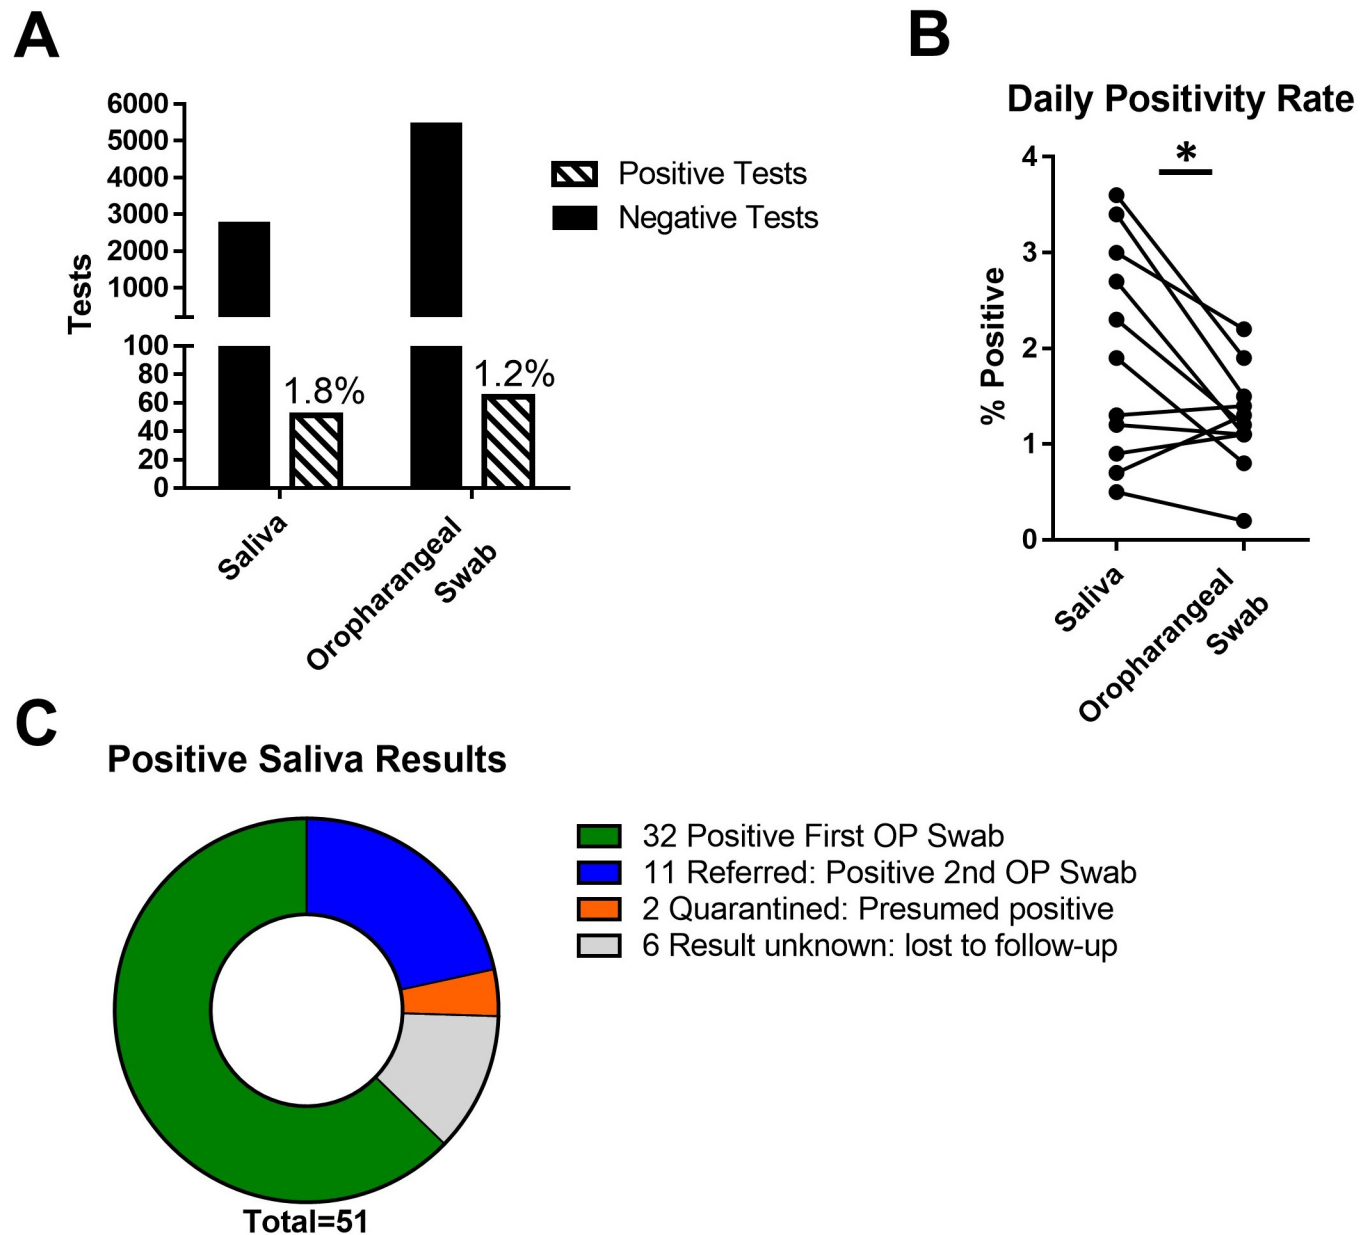 A
6000
5000
4000
3000
2000
1000
100
80
60
40
20
0
Tests
1.8%
1.2%
Saliva
Oropharangeal
Swab
Positive Tests
Negative Tests
B
Daily Positivity Rate
*
4
3
2
1
0
% Positive
Saliva
Oropharangeal
Swab
C
Positive Saliva Results
32 Positive First OP Swab
11 Referred: Positive 2nd OP Swab
2 Quarantined: Presumed positive
6 Result unknown: lost to follow-up
Total=51